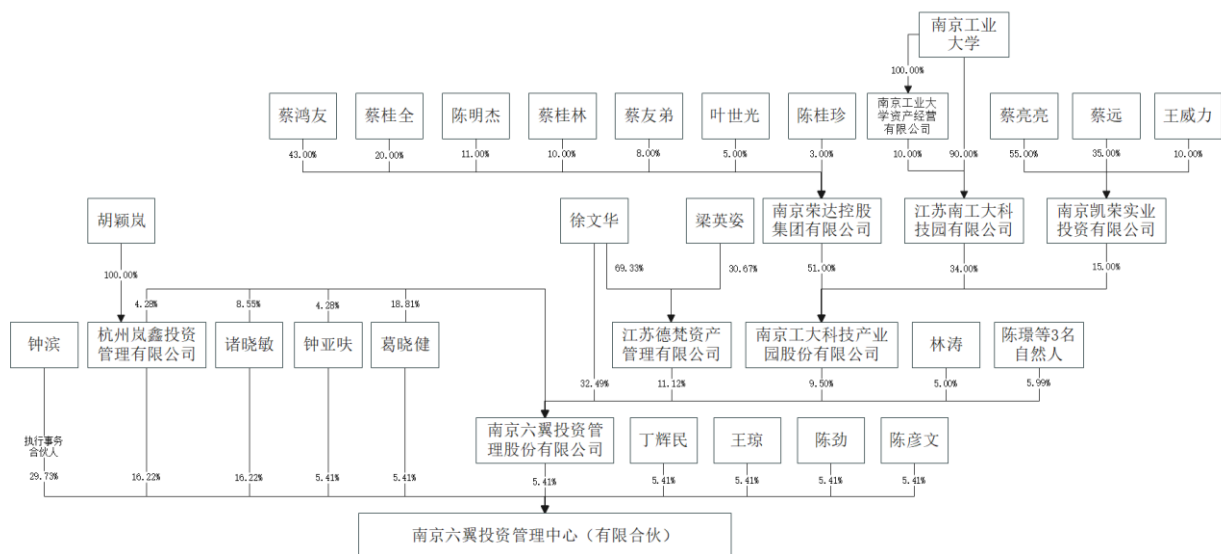 南京工业
大学
100.00%
蔡鸿友
蔡桂全
陈明杰
蔡桂林
蔡友弟
叶世光
陈桂珍
南京工业大
学资产经营
有限公司
蔡亮亮
蔡远
王威力
43.00%
20.00%
11.00%
10.00%
8.00%
5.00%
3.00%
10.00%
90.00%
55.00%
35.00%
10.00%
胡颖岚
徐文华
梁英姿
南京荣达控股
集团有限公司
江苏南工大科
技园有限公司
南京凯荣实业
投资有限公司
100.00%
69.33%
30.67%
51.00%
34.00%
15.00%
4.28%
8.55%
4.28%
18.81%
钟滨
杭州岚鑫投资
管理有限公司
诸晓敏
钟亚呋
葛晓健
江苏德梵资产
管理有限公司
南京工大科技产业
园股份有限公司
林涛
陈璟等3名
自然人
32.49%
11.12%
9.50%
5.00%
5.99%
执行事务
合伙人
南京六翼投资管
理股份有限公司
丁辉民
王琼
陈劲
陈彦文
29.73%
16.22%
16.22%
5.41%
5.41%
5.41%
5.41%
5.41%
5.41%
5.41%
南京六翼投资管理中心（有限合伙）